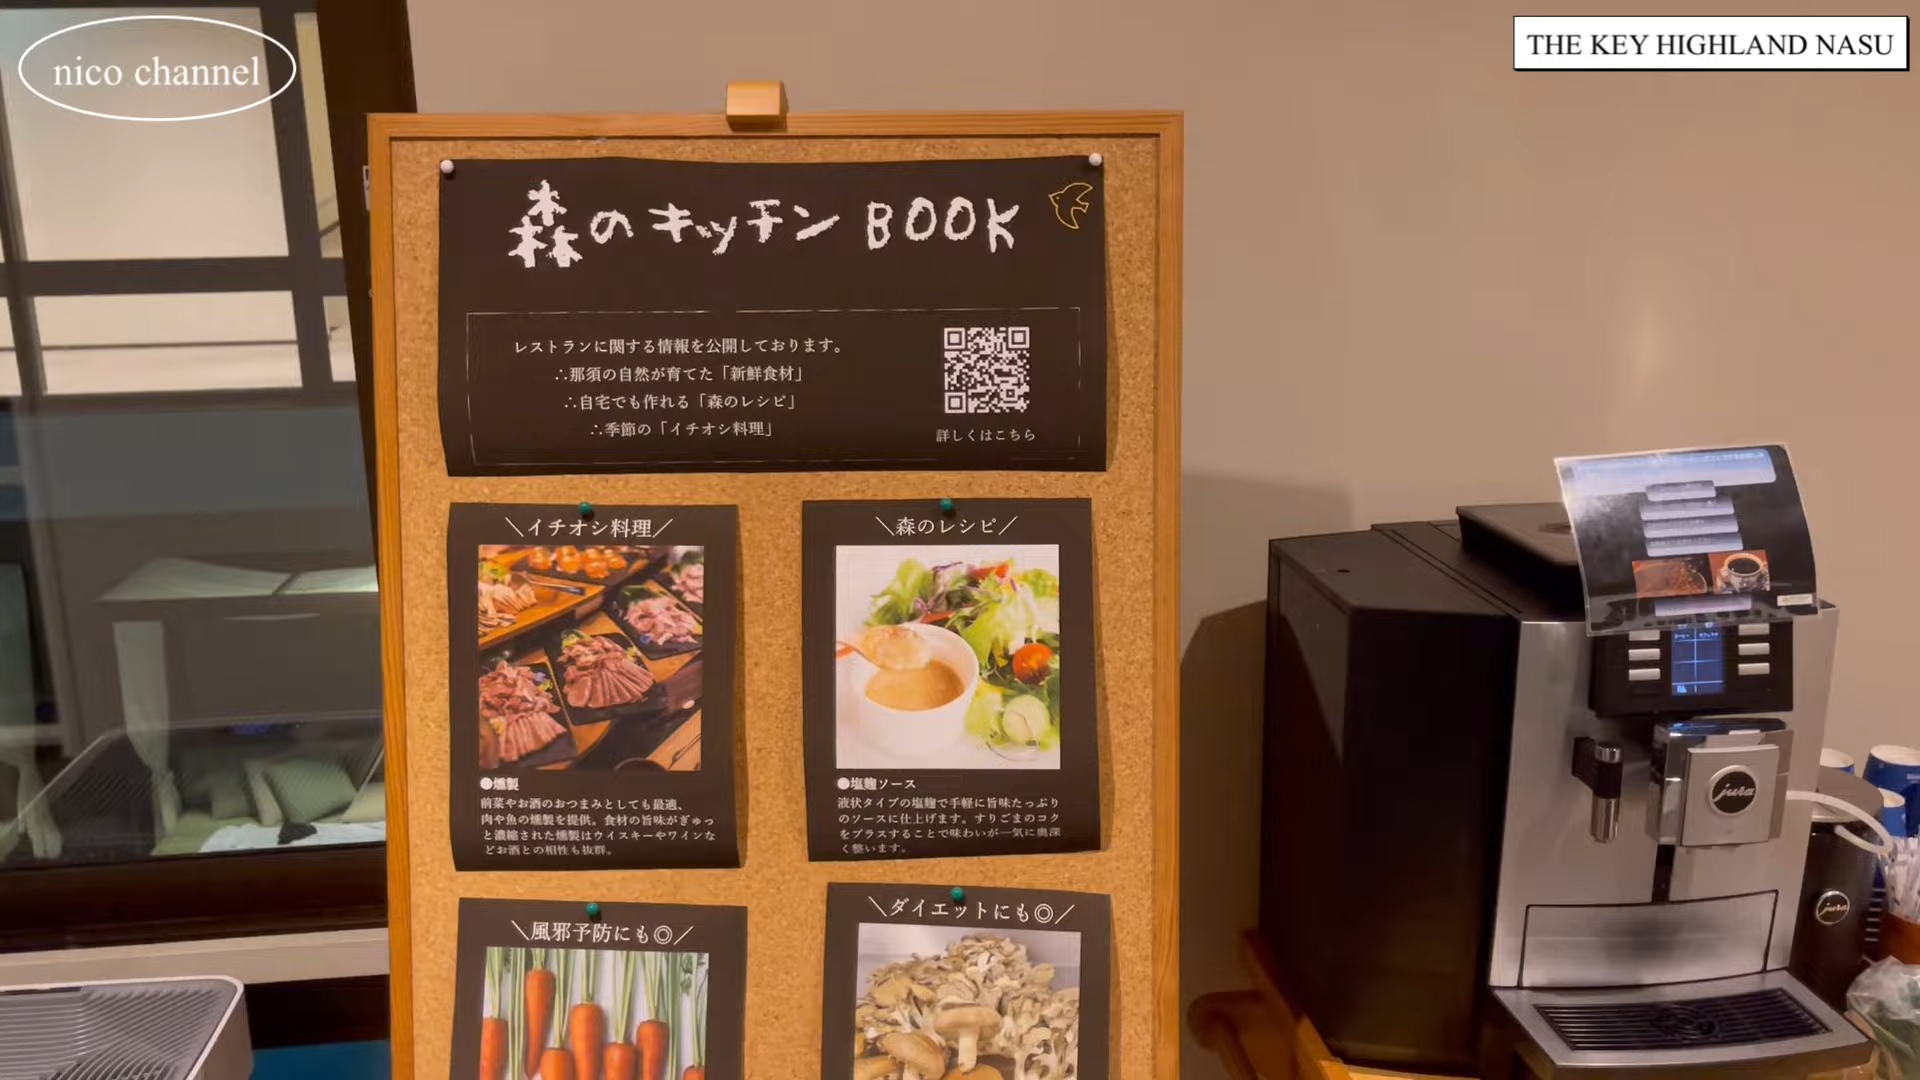 nico channel
THE KEY HIGHLAND NASU
森のキッチン BOOK
レストランに関する情報を公開しております。
∴那須の自然が育てた「新鮮食材」
∴自宅でも作れる「森のレシピ」
∴季節の「イチオシ料理」
詳しくはこちら
＼イチオシ料理／
●燻製
前菜やお酒のおつまみとしても最適、
肉や魚の燻製を提供。食材の旨味がぎゅっ
と濃縮された燻製はウイスキーやワインな
どお酒との相性も抜群。
＼森のレシピ／
●塩麹ソース
液状タイプの塩麹で手軽に旨味たっぷり
のソースに仕上げます。すりごまのコク
をプラスすることで味わいが一気に奥深
く整います。
＼風邪予防にも◎／
＼ダイエットにも◎／
jura
jura